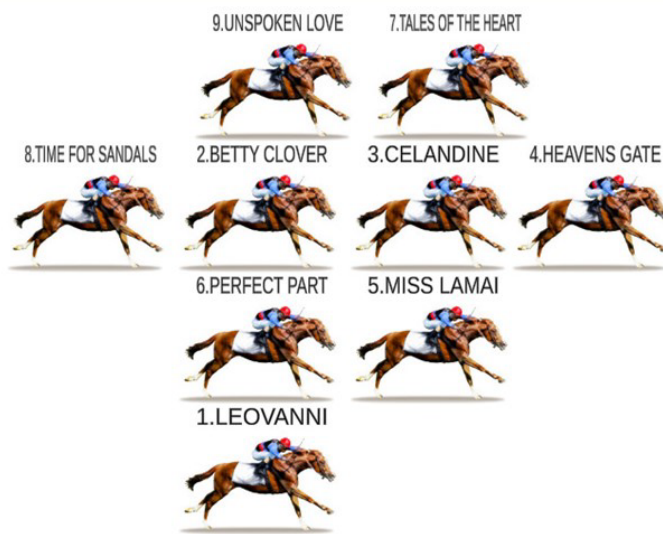 9.UNSPOKEN LOVE
7.TALES OF THE HEART
8.TIME FOR SANDALS
2.BETTY CLOVER
3.CELANDINE
4.HEAVENS GATE
6.PERFECT PART
5.MISS LAMAI
1.LEOVANNI